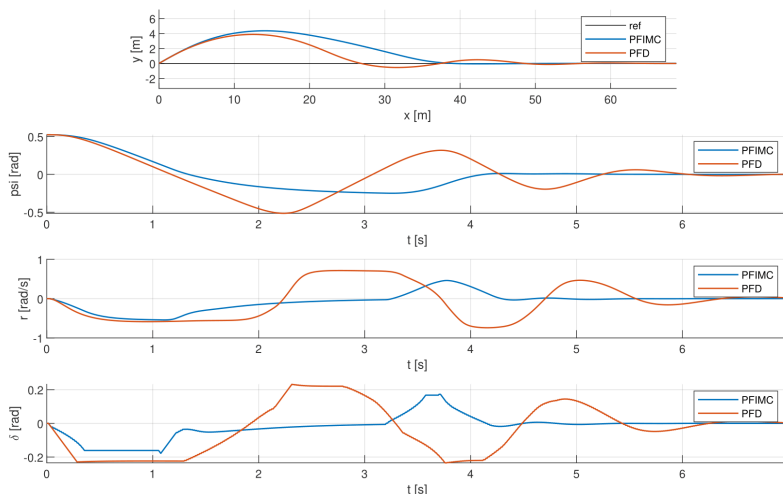 6
4
2
0
-2
y [m]
0 10 20 30 40 50 60
x [m]
ref
PFIMC
PFD
0.5
0
-0.5
psi [rad]
0 1 2 3 4 5 6
t [s]
PFIMC
PFD
1
0
-1
r [rad/s]
0 1 2 3 4 5 6
t [s]
PFIMC
PFD
0.2
0
-0.2
δ [rad]
0 1 2 3 4 5 6
t [s]
PFIMC
PFD